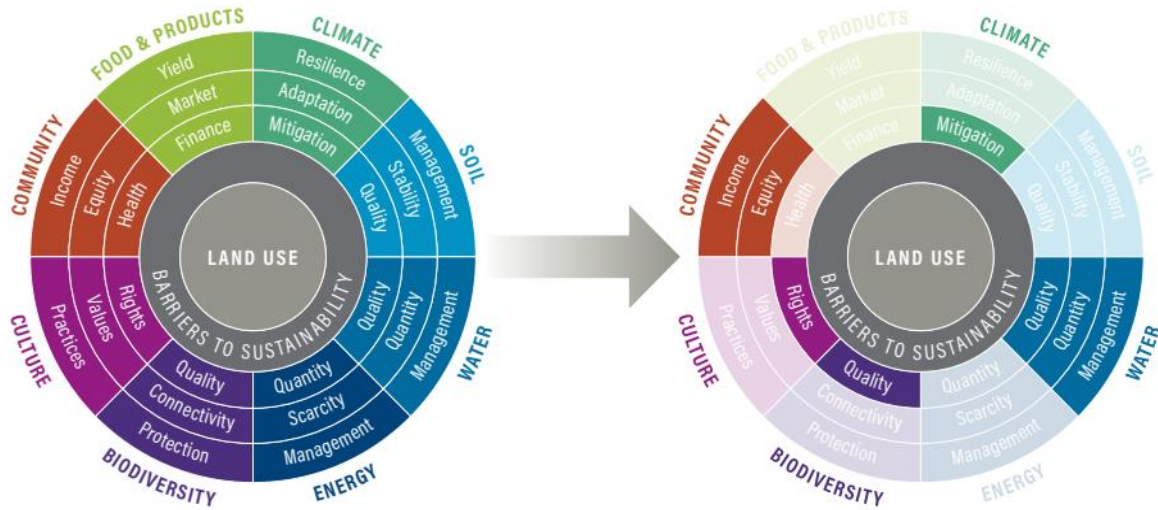 FOOD & PRODUCTS
Yield
Market
Finance
CLIMATE
Resilience
Adaptation
Mitigation
SOIL
Management
Stability
Quality
WATER
Quality
Quantity
Management
ENERGY
Quantity
Scarcity
Management
BIODIVERSITY
Quality
Connectivity
Protection
CULTURE
Rights
Values
Practices
COMMUNITY
Income
Equity
Health
LAND USE
BARRIERS TO SUSTAINABILITY
FOOD & PRODUCTS
Yield
Market
Finance
CLIMATE
Resilience
Adaptation
Mitigation
SOIL
Management
Stability
Quality
WATER
Quality
Quantity
Management
ENERGY
Quantity
Scarcity
Management
BIODIVERSITY
Quality
Connectivity
Protection
CULTURE
Rights
Values
Practices
COMMUNITY
Income
Equity
Health
LAND USE
BARRIERS TO SUSTAINABILITY